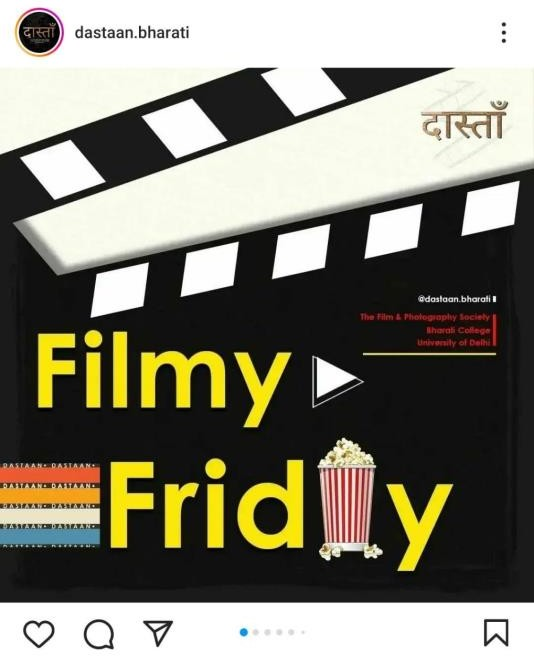 दास्ताँ
dastaan.bharati
दास्ताँ
@dastaan.bharati
The Film & Photography Society
Bharati College
University of Delhi
Filmy
DASTAAN• DASTAAN•
DASTAAN• DASTAAN•
DASTAAN• DASTAAN•
DASTAAN• DASTAAN•
DASTAAN• DASTAAN•
Frid y